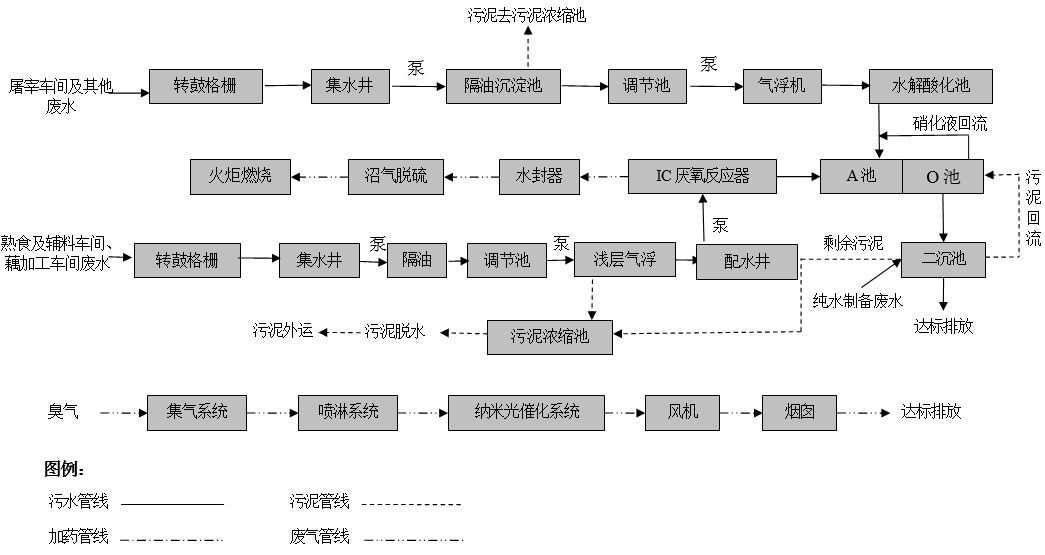 污泥去污泥浓缩池
泵
泵
屠宰车间及其他
废水
转鼓格栅
集水井
隔油沉淀池
调节池
气浮机
水解酸化池
硝化液回流
火炬燃烧
沼气脱硫
水封器
IC厌氧反应器
A池
O池
污泥回流
泵
熟食及辅料车间、
藕加工车间废水
转鼓格栅
集水井
泵
隔油
调节池
泵
浅层气浮
配水井
剩余污泥
二沉池
纯水制备废水
达标排放
污泥外运
污泥脱水
污泥浓缩池
臭气
集气系统
喷淋系统
纳米光催化系统
风机
烟囱
达标排放
图例：
污水管线
污泥管线
加药管线
废气管线